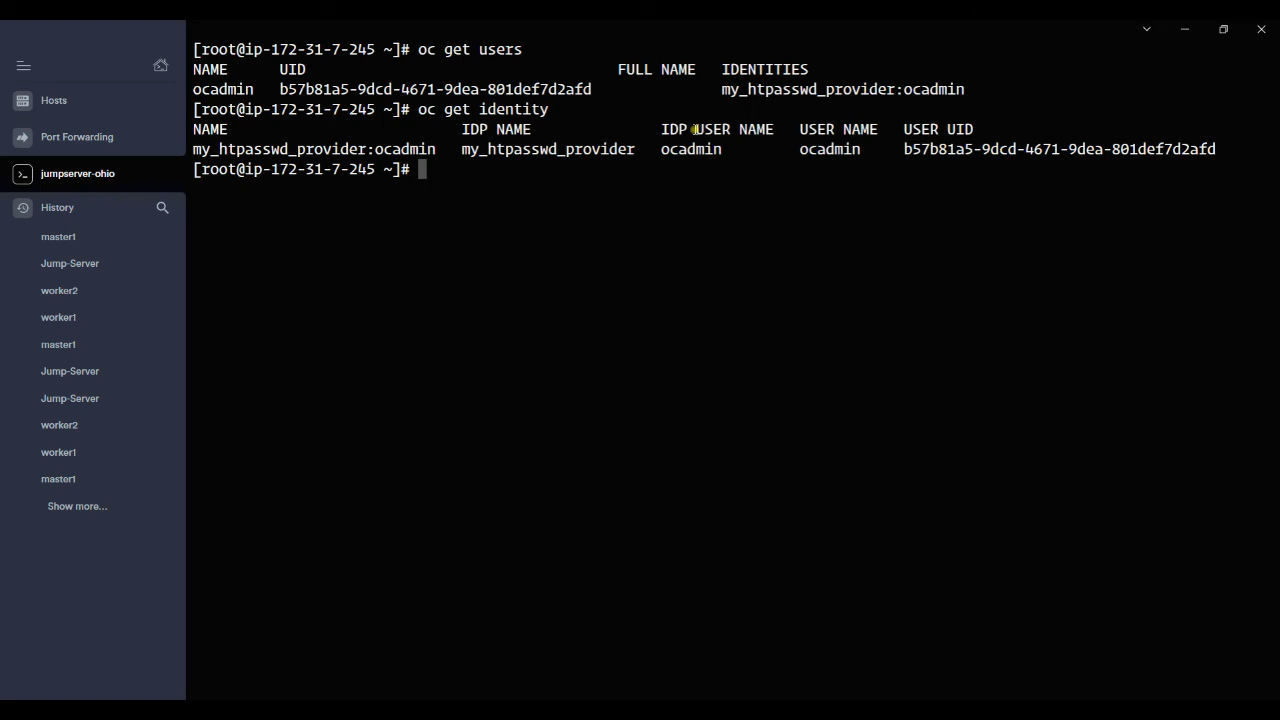 [root@ip-172-31-7-245 ~]# oc get users
NAME UID FULL NAME IDENTITIES
ocadmin b57b81a5-9dcd-4671-9dea-801def7d2afd my_htpasswd_provider:ocadmin
[root@ip-172-31-7-245 ~]# oc get identity
NAME IDP NAME IDP USER NAME USER NAME USER UID
my_htpasswd_provider:ocadmin my_htpasswd_provider ocadmin ocadmin b57b81a5-9dcd-4671-9dea-801def7d2afd
[root@ip-172-31-7-245 ~]#
Hosts
Port Forwarding
jumpserver-ohio
History
master1
Jump-Server
worker2
worker1
master1
Jump-Server
Jump-Server
worker2
worker1
master1
Show more...